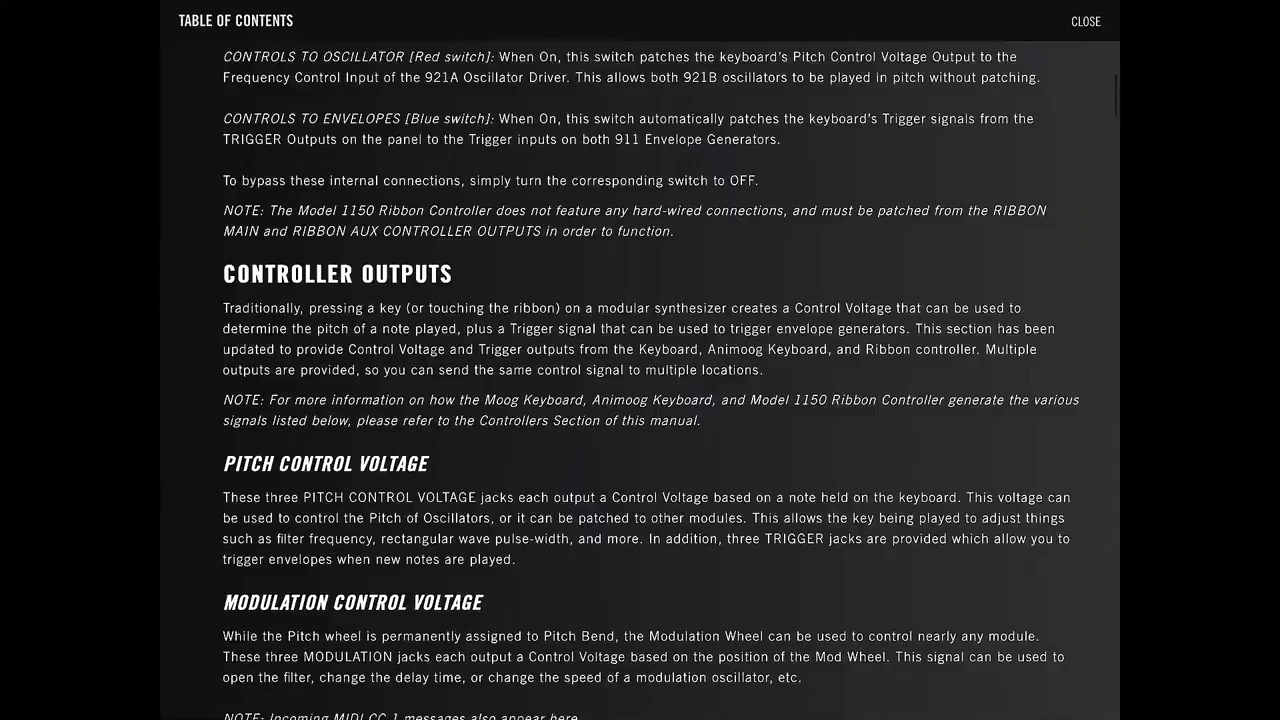 TABLE OF CONTENTS
CLOSE
CONTROLS TO OSCILLATOR [Red switch]: When On, this switch patches the keyboard's Pitch Control Voltage Output to the
Frequency Control Input of the 921A Oscillator Driver. This allows both 921B oscillators to be played in pitch without patching.
CONTROLS TO ENVELOPES [Blue switch]: When On, this switch automatically patches the keyboard's Trigger signals from the
TRIGGER Outputs on the panel to the Trigger inputs on both 911 Envelope Generators.
To bypass these internal connections, simply turn the corresponding switch to OFF.
NOTE: The Model 1150 Ribbon Controller does not feature any hard-wired connections, and must be patched from the RIBBON
MAIN and RIBBON AUX CONTROLLER OUTPUTS in order to function.
CONTROLLER OUTPUTS
Traditionally, pressing a key (or touching the ribbon) on a modular synthesizer creates a Control Voltage that can be used to
determine the pitch of a note played, plus a Trigger signal that can be used to trigger envelope generators. This section has been
updated to provide Control Voltage and Trigger outputs from the Keyboard, Animoog Keyboard, and Ribbon controller. Multiple
outputs are provided, so you can send the same control signal to multiple locations.
NOTE: For more information on how the Moog Keyboard, Animoog Keyboard, and Model 1150 Ribbon Controller generate the various
signals listed below, please refer to the Controllers Section of this manual.
PITCH CONTROL VOLTAGE
These three PITCH CONTROL VOLTAGE jacks each output a Control Voltage based on a note held on the keyboard. This voltage can
be used to control the Pitch of Oscillators, or it can be patched to other modules. This allows the key being played to adjust things
such as filter frequency, rectangular wave pulse-width, and more. In addition, three TRIGGER jacks are provided which allow you to
trigger envelopes when new notes are played.
MODULATION CONTROL VOLTAGE
While the Pitch wheel is permanently assigned to Pitch Bend, the Modulation Wheel can be used to control nearly any module.
These three MODULATION jacks each output a Control Voltage based on the position of the Mod Wheel. This signal can be used to
open the filter, change the delay time, or change the speed of a modulation oscillator, etc.
NOTE: Incoming MIDI CC 1 messages also appear here.